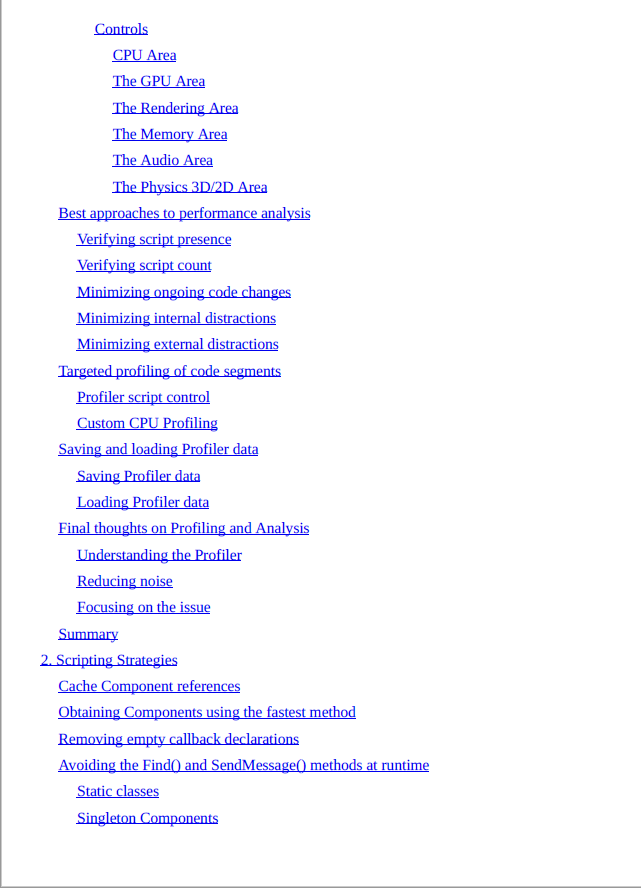 Controls
CPU Area
The GPU Area
The Rendering Area
The Memory Area
The Audio Area
The Physics 3D/2D Area
Best approaches to performance analysis
Verifying script presence
Verifying script count
Minimizing ongoing code changes
Minimizing internal distractions
Minimizing external distractions
Targeted profiling of code segments
Profiler script control
Custom CPU Profiling
Saving and loading Profiler data
Saving Profiler data
Loading Profiler data
Final thoughts on Profiling and Analysis
Understanding the Profiler
Reducing noise
Focusing on the issue
Summary
2. Scripting Strategies
Cache Component references
Obtaining Components using the fastest method
Removing empty callback declarations
Avoiding the Find() and SendMessage() methods at runtime
Static classes
Singleton Components